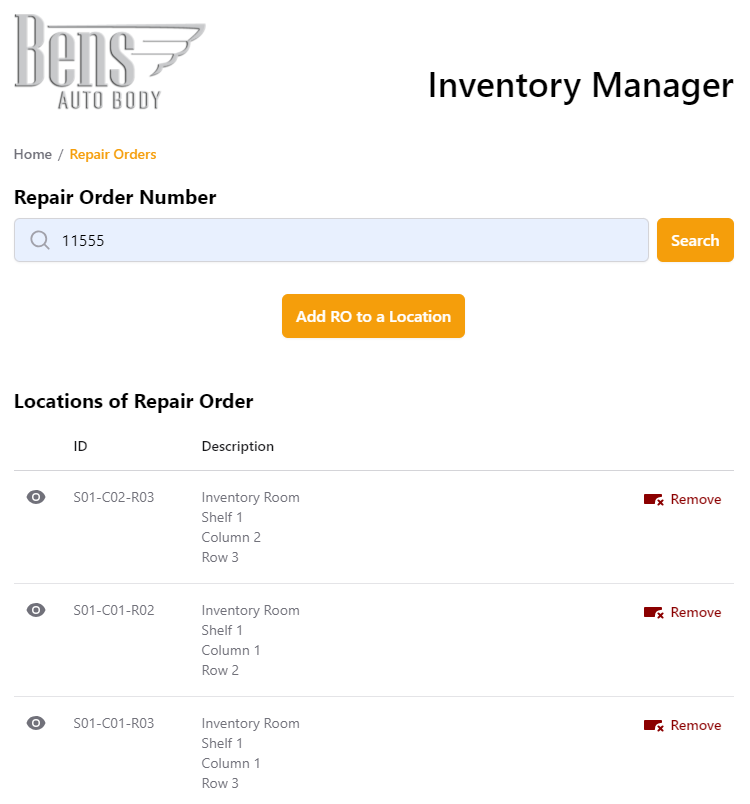 Bens
AUTO BODY
Inventory Manager
Home / Repair Orders
Repair Order Number
11555
Search
Add RO to a Location
Locations of Repair Order
ID Description
S01-C02-R03 Inventory Room Remove
Shelf 1
Column 2
Row 3
S01-C01-R02 Inventory Room Remove
Shelf 1
Column 1
Row 2
S01-C01-R03 Inventory Room Remove
Shelf 1
Column 1
Row 3